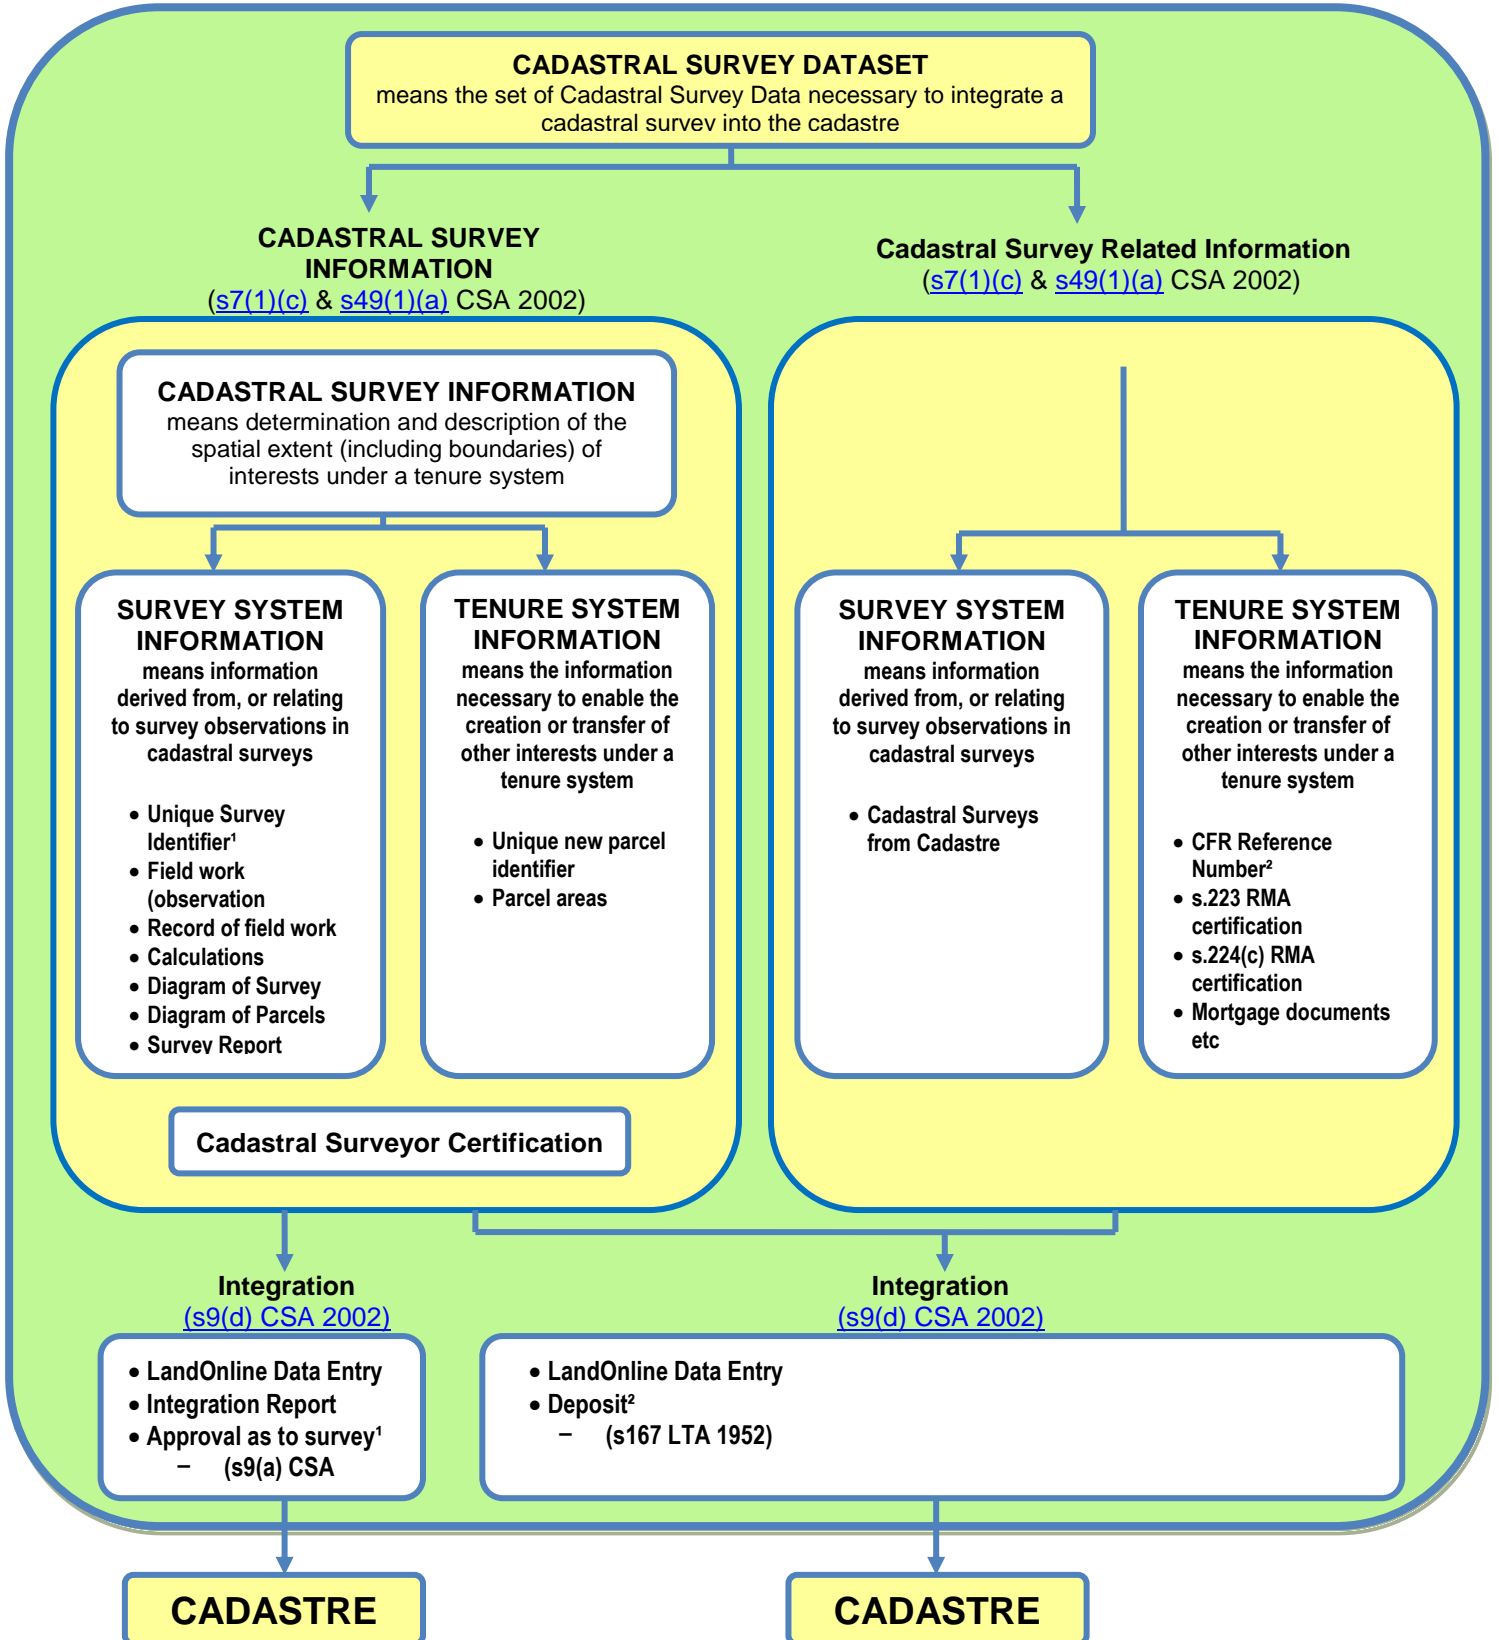 CADASTRAL SURVEY DATASET
means the set of Cadastral Survey Data necessary to integrate a
cadastral survey into the cadastre
CADASTRAL SURVEY
INFORMATION
(s7(1)(c) & s49(1)(a) CSA 2002)
Cadastral Survey Related Information
(s7(1)(c) & s49(1)(a) CSA 2002)
CADASTRAL SURVEY INFORMATION
means determination and description of the
spatial extent (including boundaries) of
interests under a tenure system
SURVEY SYSTEM
INFORMATION
means information
derived from, or relating
to survey observations in
cadastral surveys
• Unique Survey
Identifier¹
• Field work
(observation
• Record of field work
• Calculations
• Diagram of Survey
• Diagram of Parcels
• Survey Report
TENURE SYSTEM
INFORMATION
means the information
necessary to enable the
creation or transfer of
other interests under a
tenure system
• Unique new parcel
identifier
• Parcel areas
SURVEY SYSTEM
INFORMATION
means information
derived from, or relating
to survey observations in
cadastral surveys
• Cadastral Surveys
from Cadastre
TENURE SYSTEM
INFORMATION
means the information
necessary to enable the
creation or transfer of
other interests under a
tenure system
• CFR Reference
Number²
• s.223 RMA
certification
• s.224(c) RMA
certification
• Mortgage documents
etc
Cadastral Surveyor Certification
Integration
(s9(d) CSA 2002)
• LandOnline Data Entry
• Integration Report
• Approval as to survey¹
– (s9(a) CSA
Integration
(s9(d) CSA 2002)
• LandOnline Data Entry
• Deposit²
– (s167 LTA 1952)
CADASTRE
CADASTRE